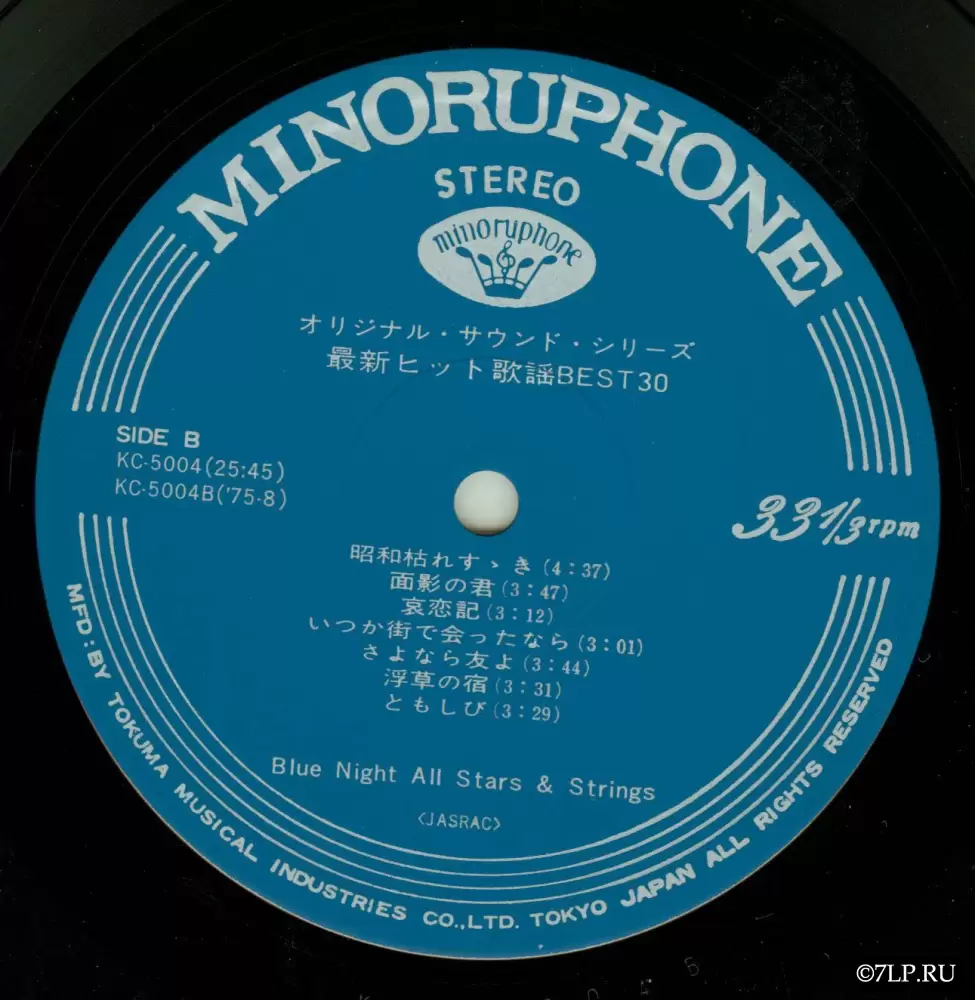 MINORUPHONE
STEREO
minoruphone
オリジナル・サウンド・シリーズ
最新ヒット歌謡BEST30
SIDE B
KC-5004(25:45)
KC-5004B('75-8)
33 1/3 rpm
昭和枯れすゝき(4:37)
面影の君(3:47)
哀恋記(3:12)
いつか街で会ったなら(3:01)
さよなら友よ(3:44)
浮草の宿(3:31)
ともしび(3:29)
Blue Night All Stars & Strings
<JASRAC>
MFD:BY TOKUMA MUSICAL INDUSTRIES CO.,LTD. TOKYO JAPAN ALL RIGHTS RESERVED
©7LP.RU